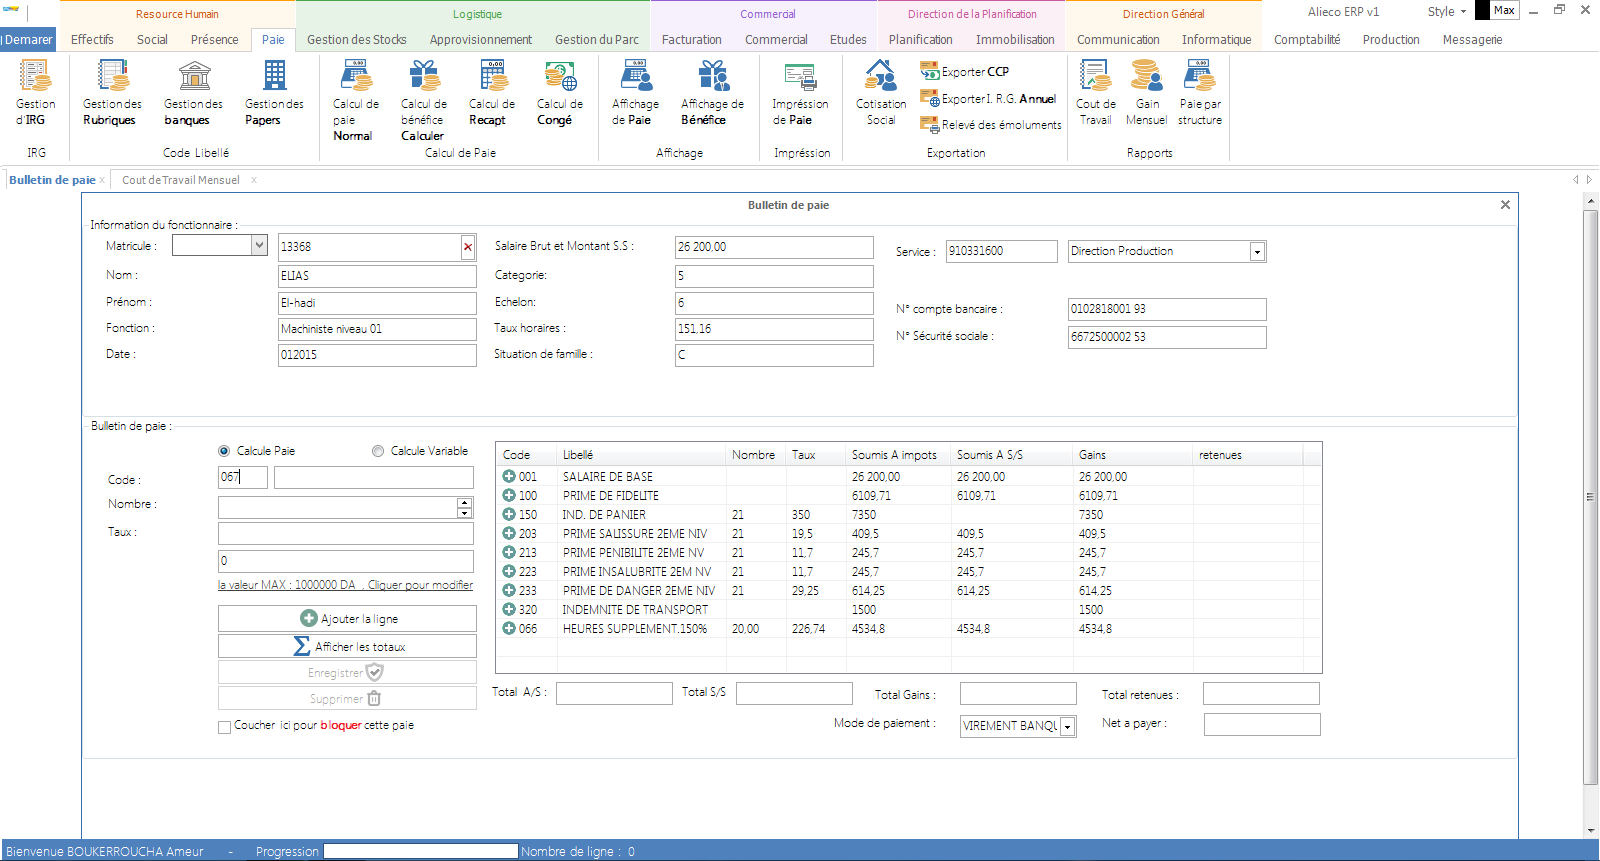 Resource Humain Logistique Commercial Direction de la Planification Direction Général Alieco ERP v1 Style Max
Demarer Effectifs Social Présence Paie Gestion des Stocks Approvisionnement Gestion du Parc Facturation Commercial Etudes Planification Immobilisation Communication Informatique Comptabilité Production Messagerie
Gestion d'IRG
Gestion des Rubriques
Gestion des banques
Gestion des Papers
Calcul de paie Normal
Calcul de bénéfice Calculer
Calcul de Recapt
Calcul de Congé
Affichage de Paie
Affichage de Bénéfice
Impréssion de Paie
Cotisation Social
Exporter CCP
Exporter I. R.G. Annuel
Relevé des émoluments
Cout de Travail
Gain Mensuel
Paie par structure
IRG Code Libellé Calcul de Paie Affichage Impréssion Exportation Rapports
Bulletin de paie x Cout de Travail Mensuel x
Bulletin de paie
Information du fonctionnaire :
Matricule : 13368 Salaire Brut et Montant S.S : 26 200,00 Service : 910331600 Direction Production
Nom : ELIAS Categorie: 5
Prénom : El-hadi Echelon: 6 N° compte bancaire : 0102818001 93
Fonction : Machiniste niveau 01 Taux horaires : 151,16 N° Sécurité sociale : 6672500002 53
Date : 012015 Situation de famille : C
Bulletin de paie :
Calcule Paie Calcule Variable
Code : 067
Nombre :
Taux :
0
la valeur MAX : 1000000 DA , Cliquer pour modifier
Ajouter la ligne
Afficher les totaux
Enregistrer
Supprimer
Coucher ici pour bloquer cette paie
Code Libellé Nombre Taux Soumis A impots Soumis A S/S Gains retenues
001 SALAIRE DE BASE 26 200,00 26 200,00 26 200,00
100 PRIME DE FIDELITE 6109,71 6109,71 6109,71
150 IND. DE PANIER 21 350 7350 7350
203 PRIME SALISSURE 2EME NIV 21 19,5 409,5 409,5 409,5
213 PRIME PENIBILITE 2EME NV 21 11,7 245,7 245,7 245,7
223 PRIME INSALUBRITE 2EM NV 21 11,7 245,7 245,7 245,7
233 PRIME DE DANGER 2EME NIV 21 29,25 614,25 614,25 614,25
320 INDEMNITE DE TRANSPORT 1500 1500
066 HEURES SUPPLEMENT.150% 20,00 226,74 4534,8 4534,8 4534,8
Total A/S : Total S/S Total Gains : Total retenues :
Mode de paiement : VIREMENT BANQU Net a payer :
Bienvenue BOUKERROUCHA Ameur - Progression Nombre de ligne : 0